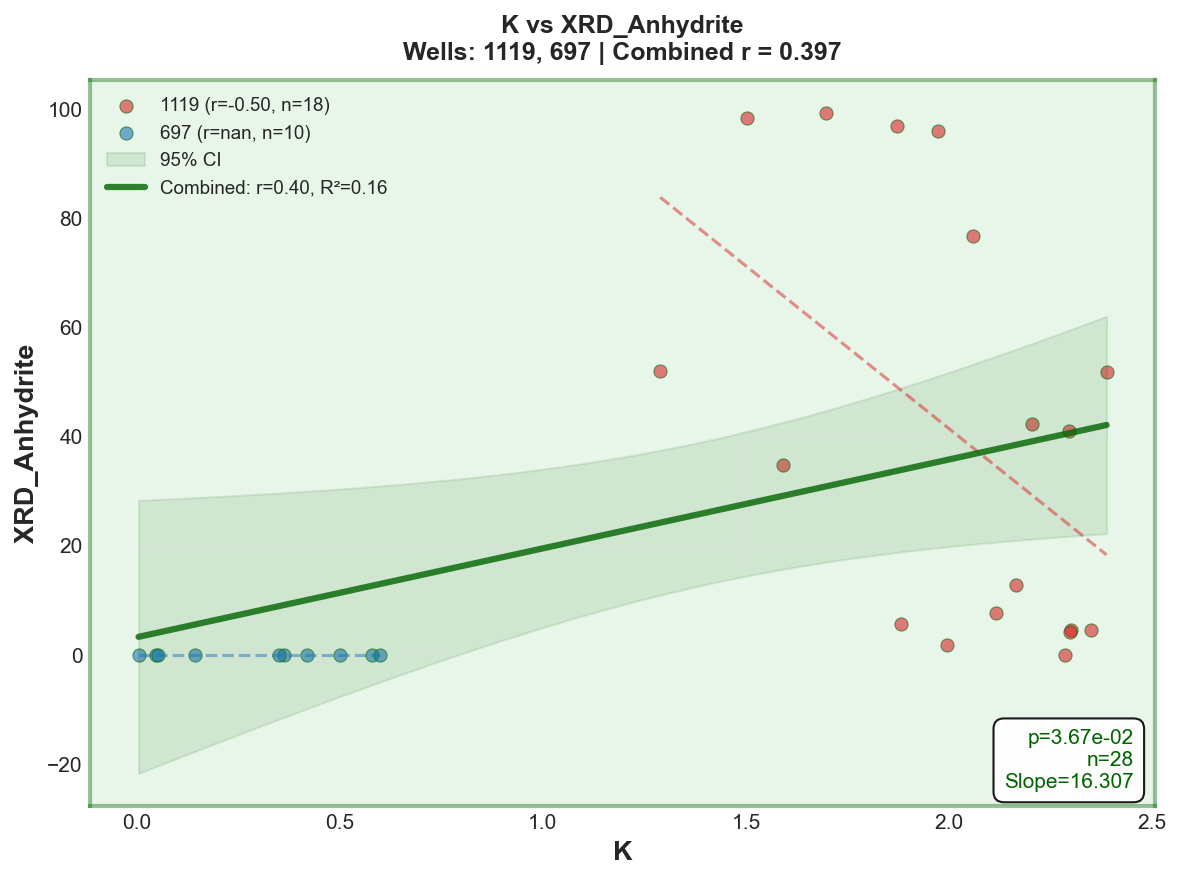 K vs XRD_Anhydrite
Wells: 1119, 697 | Combined r = 0.397
1119 (r=-0.50, n=18)
697 (r=nan, n=10)
95% CI
Combined: r=0.40, R²=0.16
XRD_Anhydrite
100
80
60
40
20
0
−20
p=3.67e-02
n=28
Slope=16.307
0.0 0.5 1.0 1.5 2.0 2.5
K